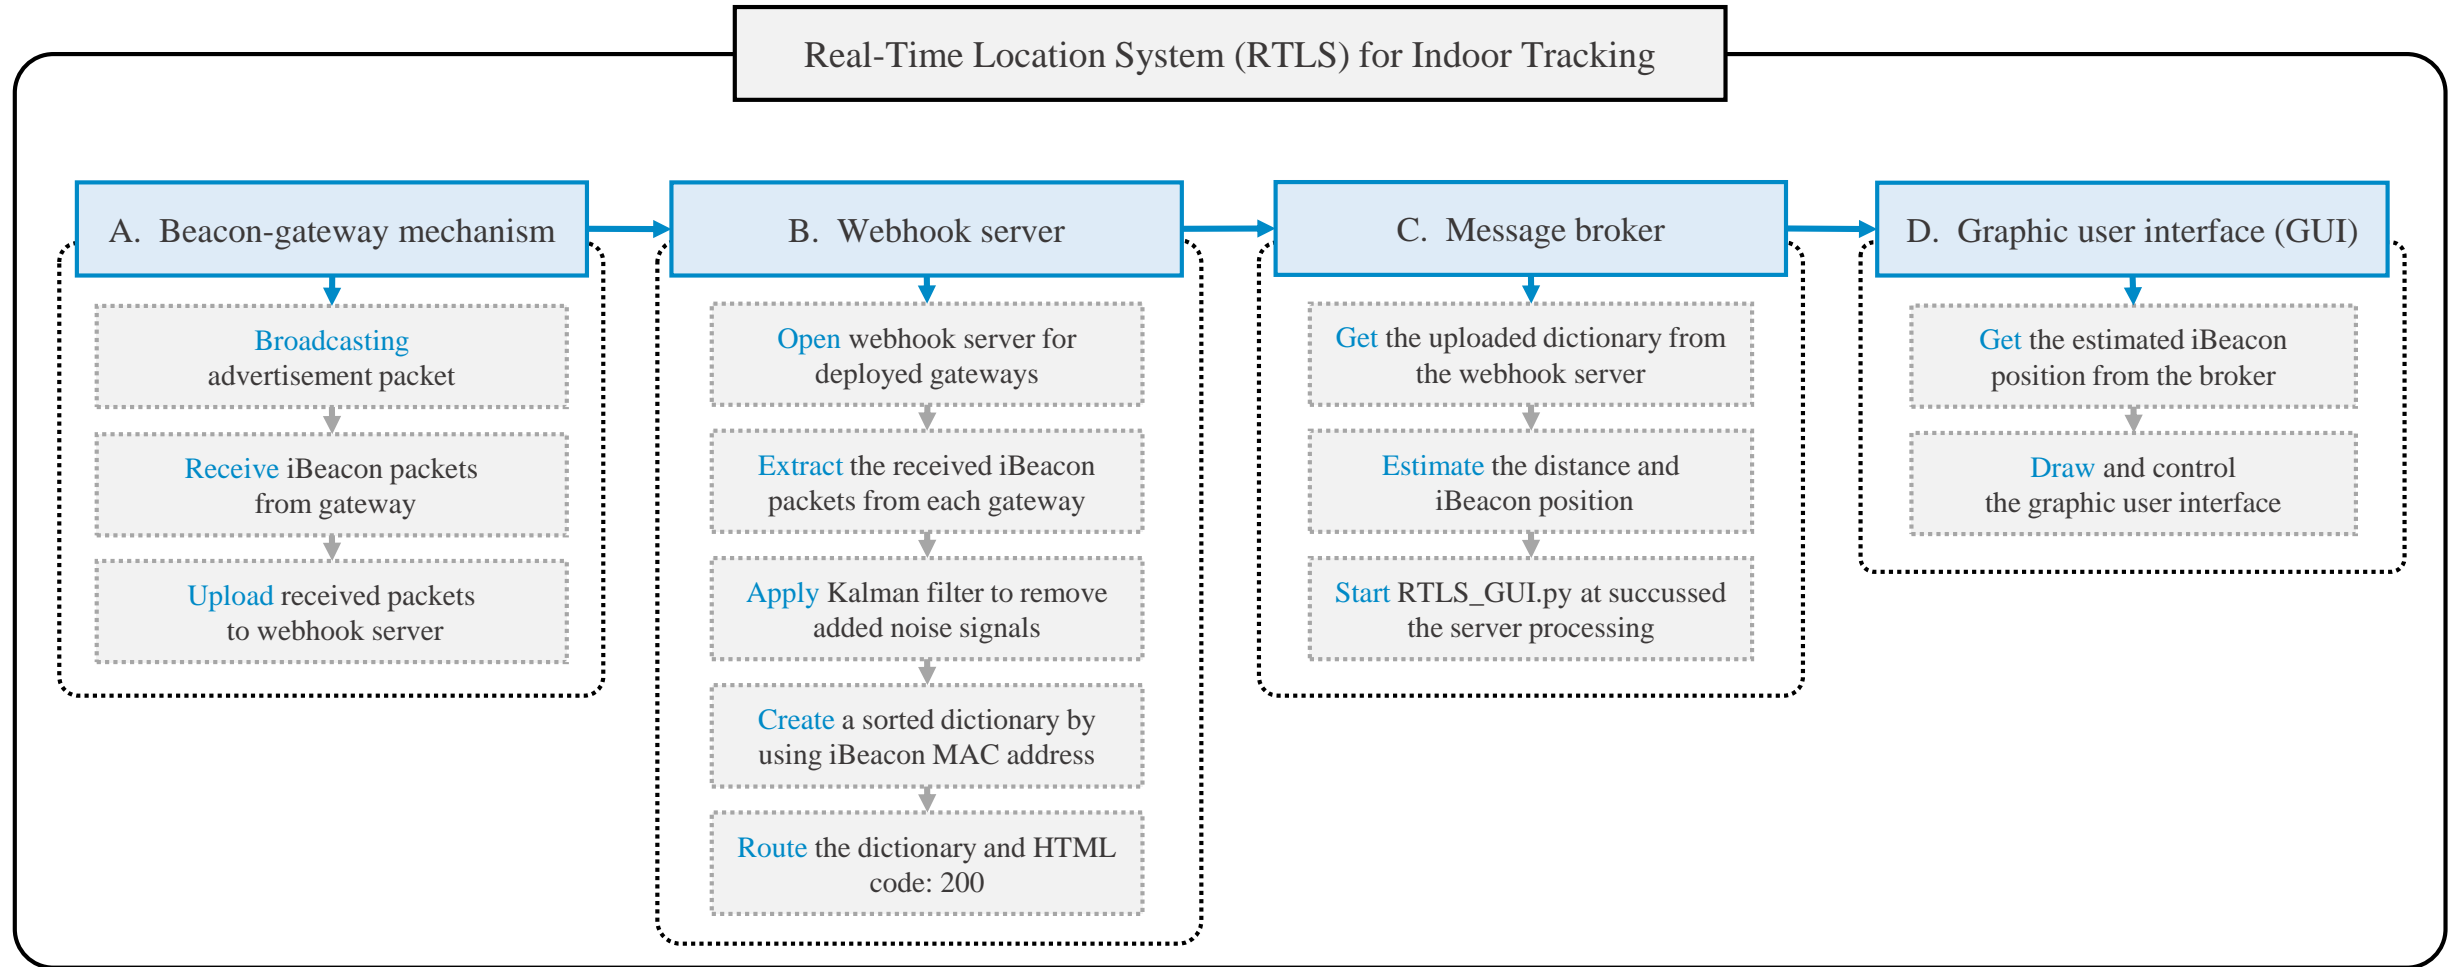 Real-Time Location System (RTLS) for Indoor Tracking
A. Beacon-gateway mechanism
Broadcasting
advertisement packet
Receive iBeacon packets
from gateway
Upload received packets
to webhook server
B. Webhook server
Open webhook server for
deployed gateways
Extract the received iBeacon
packets from each gateway
Apply Kalman filter to remove
added noise signals
Create a sorted dictionary by
using iBeacon MAC address
Route the dictionary and HTML
code: 200
C. Message broker
Get the uploaded dictionary from
the webhook server
Estimate the distance and
iBeacon position
Start RTLS_GUI.py at succussed
the server processing
D. Graphic user interface (GUI)
Get the estimated iBeacon
position from the broker
Draw and control
the graphic user interface